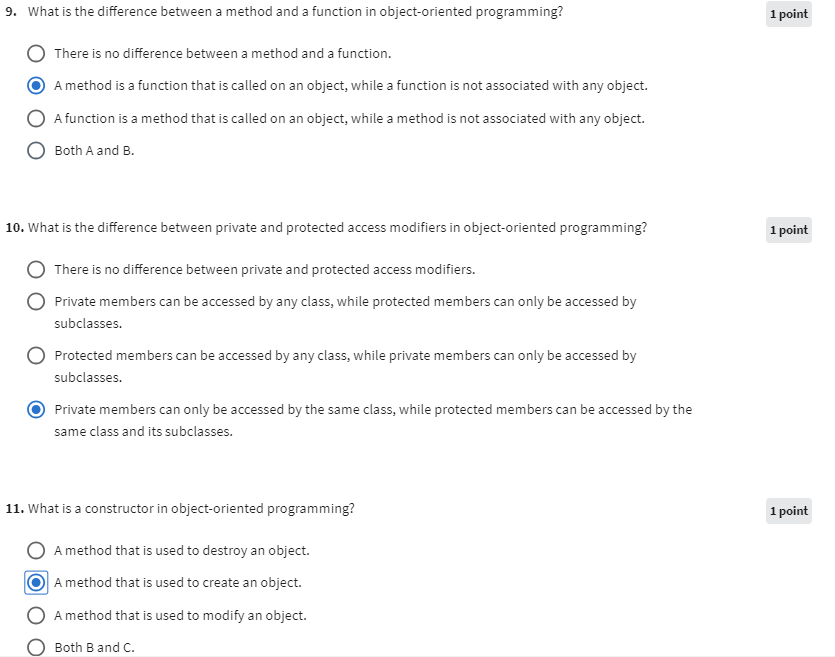 9. What is the difference between a method and a function in object-oriented programming?
1 point
There is no difference between a method and a function.
A method is a function that is called on an object, while a function is not associated with any object.
A function is a method that is called on an object, while a method is not associated with any object.
Both A and B.
10. What is the difference between private and protected access modifiers in object-oriented programming?
1 point
There is no difference between private and protected access modifiers.
Private members can be accessed by any class, while protected members can only be accessed by
subclasses.
Protected members can be accessed by any class, while private members can only be accessed by
subclasses.
Private members can only be accessed by the same class, while protected members can be accessed by the
same class and its subclasses.
11. What is a constructor in object-oriented programming?
1 point
A method that is used to destroy an object.
A method that is used to create an object.
A method that is used to modify an object.
Both B and C.